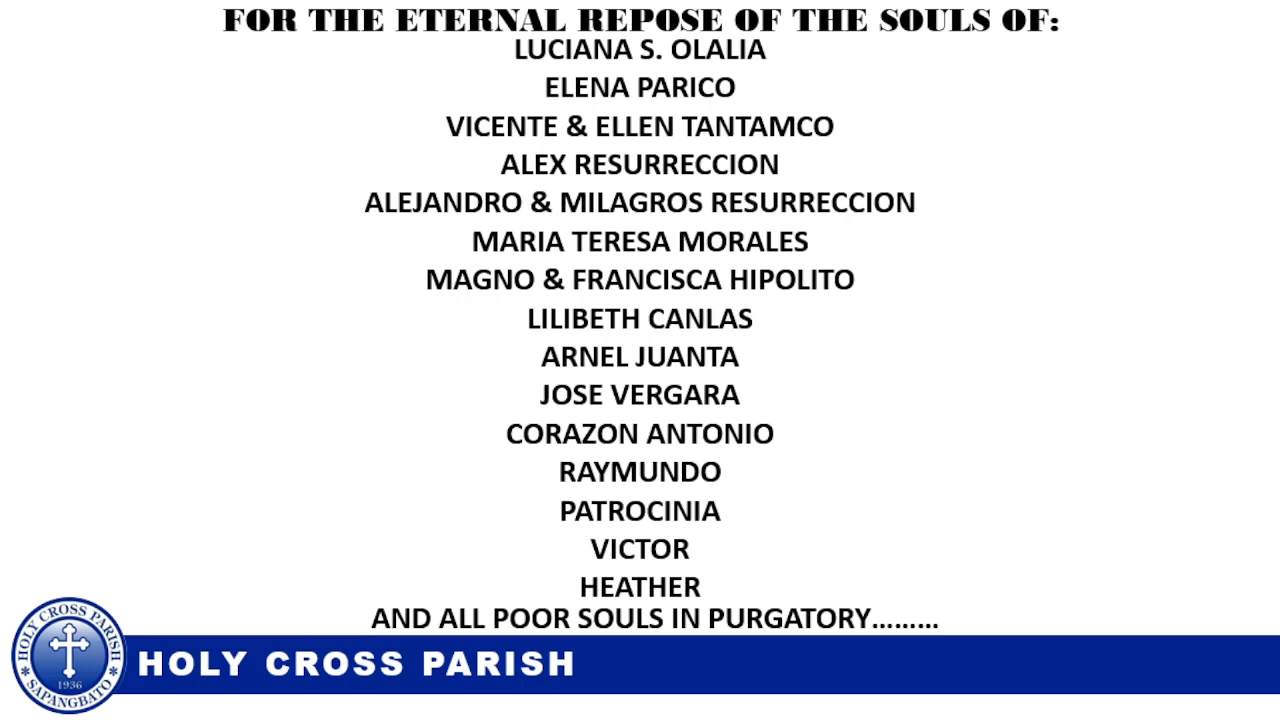 FOR THE ETERNAL REPOSE OF THE SOULS OF:
LUCIANA S. OLALIA
ELENA PARICO
VICENTE & ELLEN TANTAMCO
ALEX RESURRECCION
ALEJANDRO & MILAGROS RESURRECCION
MARIA TERESA MORALES
MAGNO & FRANCISCA HIPOLITO
LILIBETH CANLAS
ARNEL JUANTA
JOSE VERGARA
CORAZON ANTONIO
RAYMUNDO
PATROCINIA
VICTOR
HEATHER
AND ALL POOR SOULS IN PURGATORY.........
HOLY CROSS PARISH
1936
SAPANGBATO
HOLY CROSS PARISH